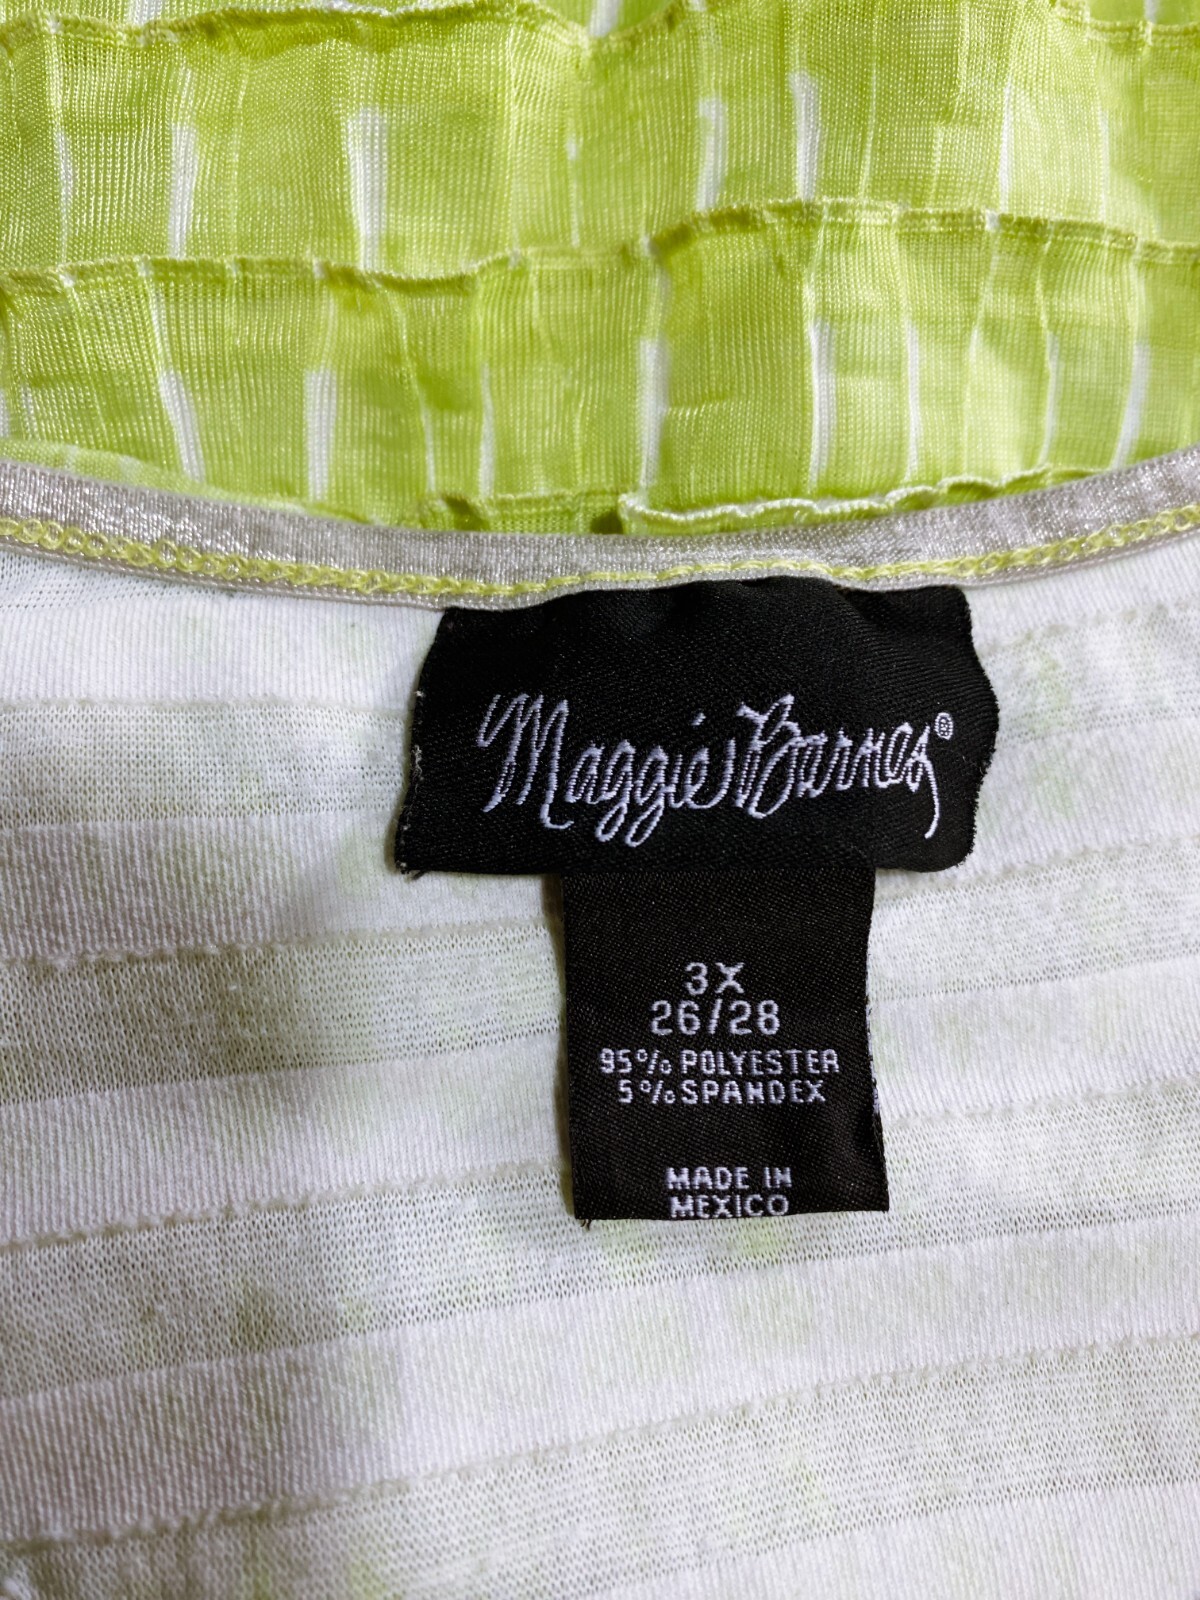 Maggie Barnes®
3X
26/28
95% POLYESTER
5% SPANDEX
MADE IN
MEXICO